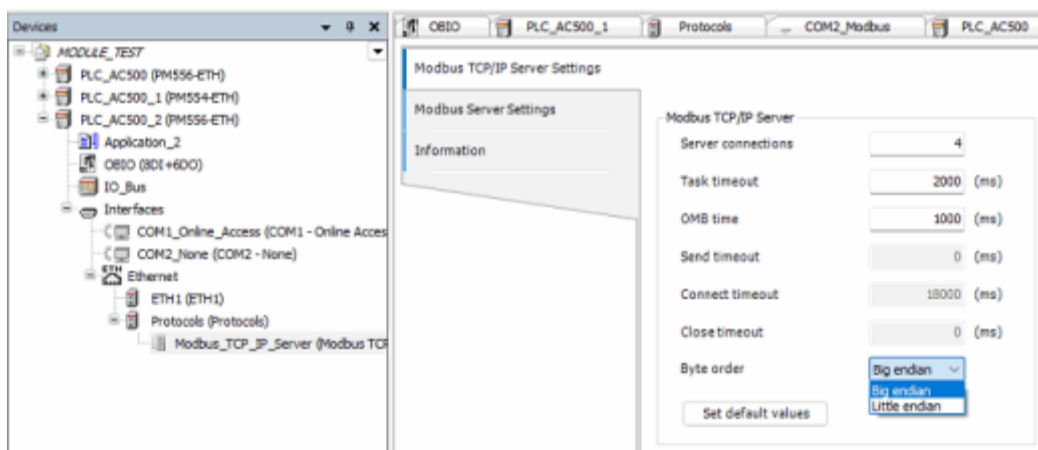 Devices
MODULE_TEST
PLC_AC500 (PM556-ETH)
PLC_AC500_1 (PM554-ETH)
PLC_AC500_2 (PM556-ETH)
Application_2
OBIO (8DI+6DO)
IO_Bus
Interfaces
COM1_Online_Access (COM1 - Online Acces
COM2_None (COM2 - None)
ETH
Ethernet
ETH1 (ETH1)
Protocols (Protocols)
Modbus_TCP_IP_Server (Modbus TCP
OBIO
PLC_AC500_1
Protocols
COM2_Modbus
PLC_AC500
Modbus TCP/IP Server Settings
Modbus Server Settings
Information
Modbus TCP/IP Server
Server connections 4
Task timeout 2000 (ms)
OMB time 1000 (ms)
Send timeout 0 (ms)
Connect timeout 18000 (ms)
Close timeout 0 (ms)
Byte order Big endian
Big endian
Little endian
Set default values